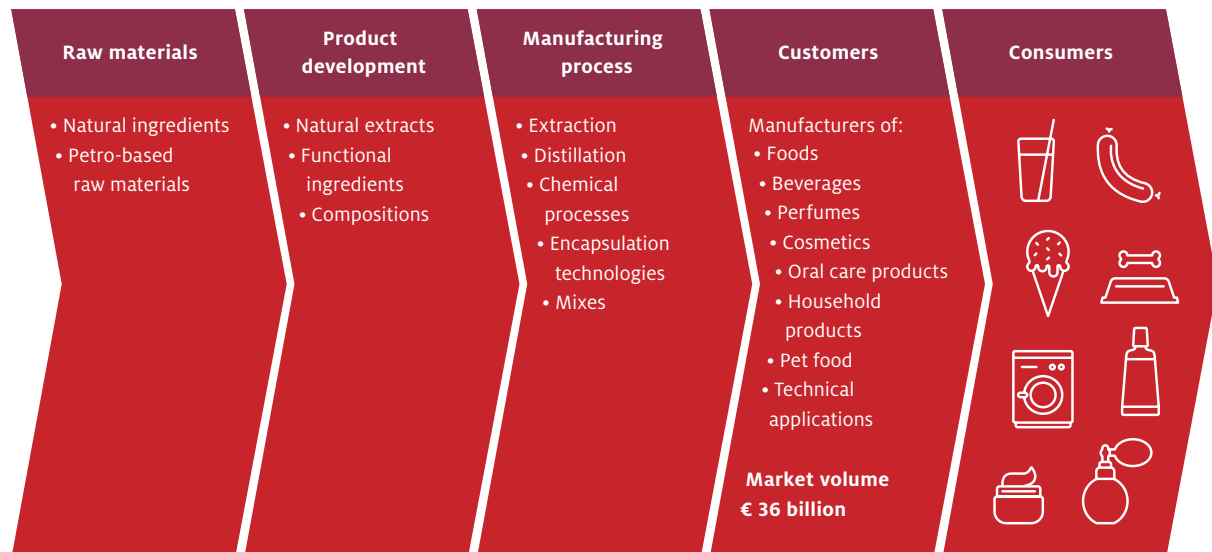 Raw materials
• Natural ingredients
• Petro-based
raw materials
Product
development
• Natural extracts
• Functional
ingredients
• Compositions
Manufacturing
process
• Extraction
• Distillation
• Chemical
processes
• Encapsulation
technologies
• Mixes
Customers
Manufacturers of:
• Foods
• Beverages
• Perfumes
• Cosmetics
• Oral care products
• Household
products
• Pet food
• Technical
applications
Market volume
€ 36 billion
Consumers